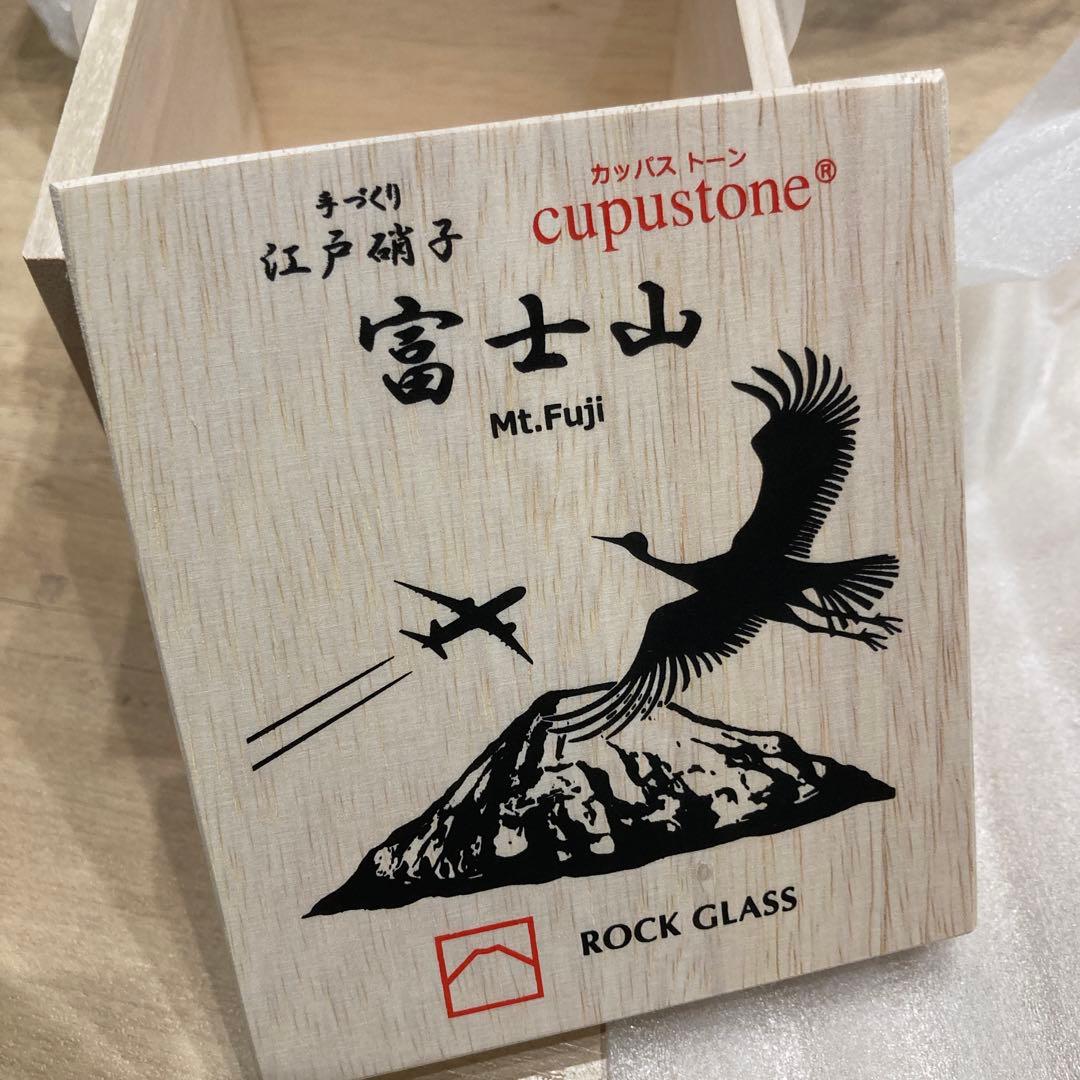 手づくり
江戸硝子
カッパストーン
cupustone®
富士山
Mt.Fuji
ROCK GLASS